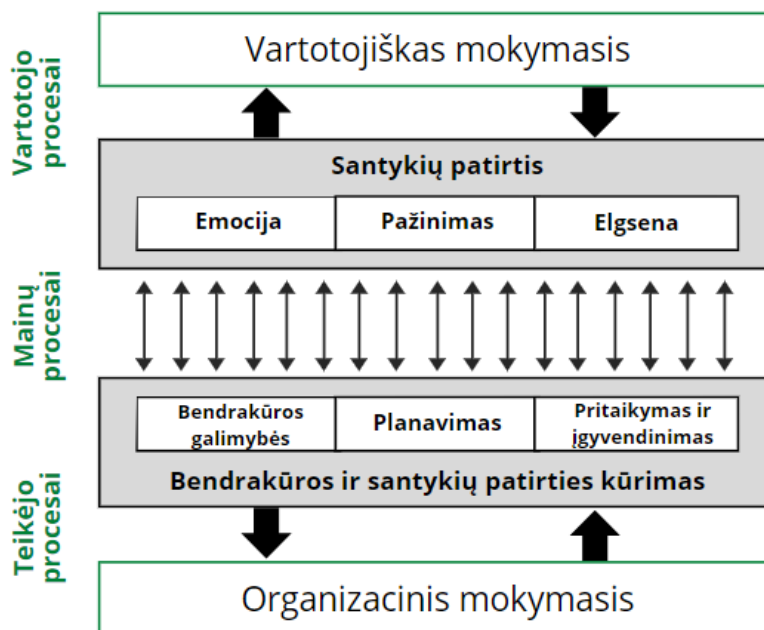 Vartotojiškas mokymasis
Vartotojo
procesai
Santykių patirtis
Emocija
Pažinimas
Elgsena
Mainų
procesai
Bendrakūros
galimybės
Planavimas
Pritaikymas ir
įgyvendinimas
Bendrakūros ir santykių patirties kūrimas
Teikėjo
procesai
Organizacinis mokymasis